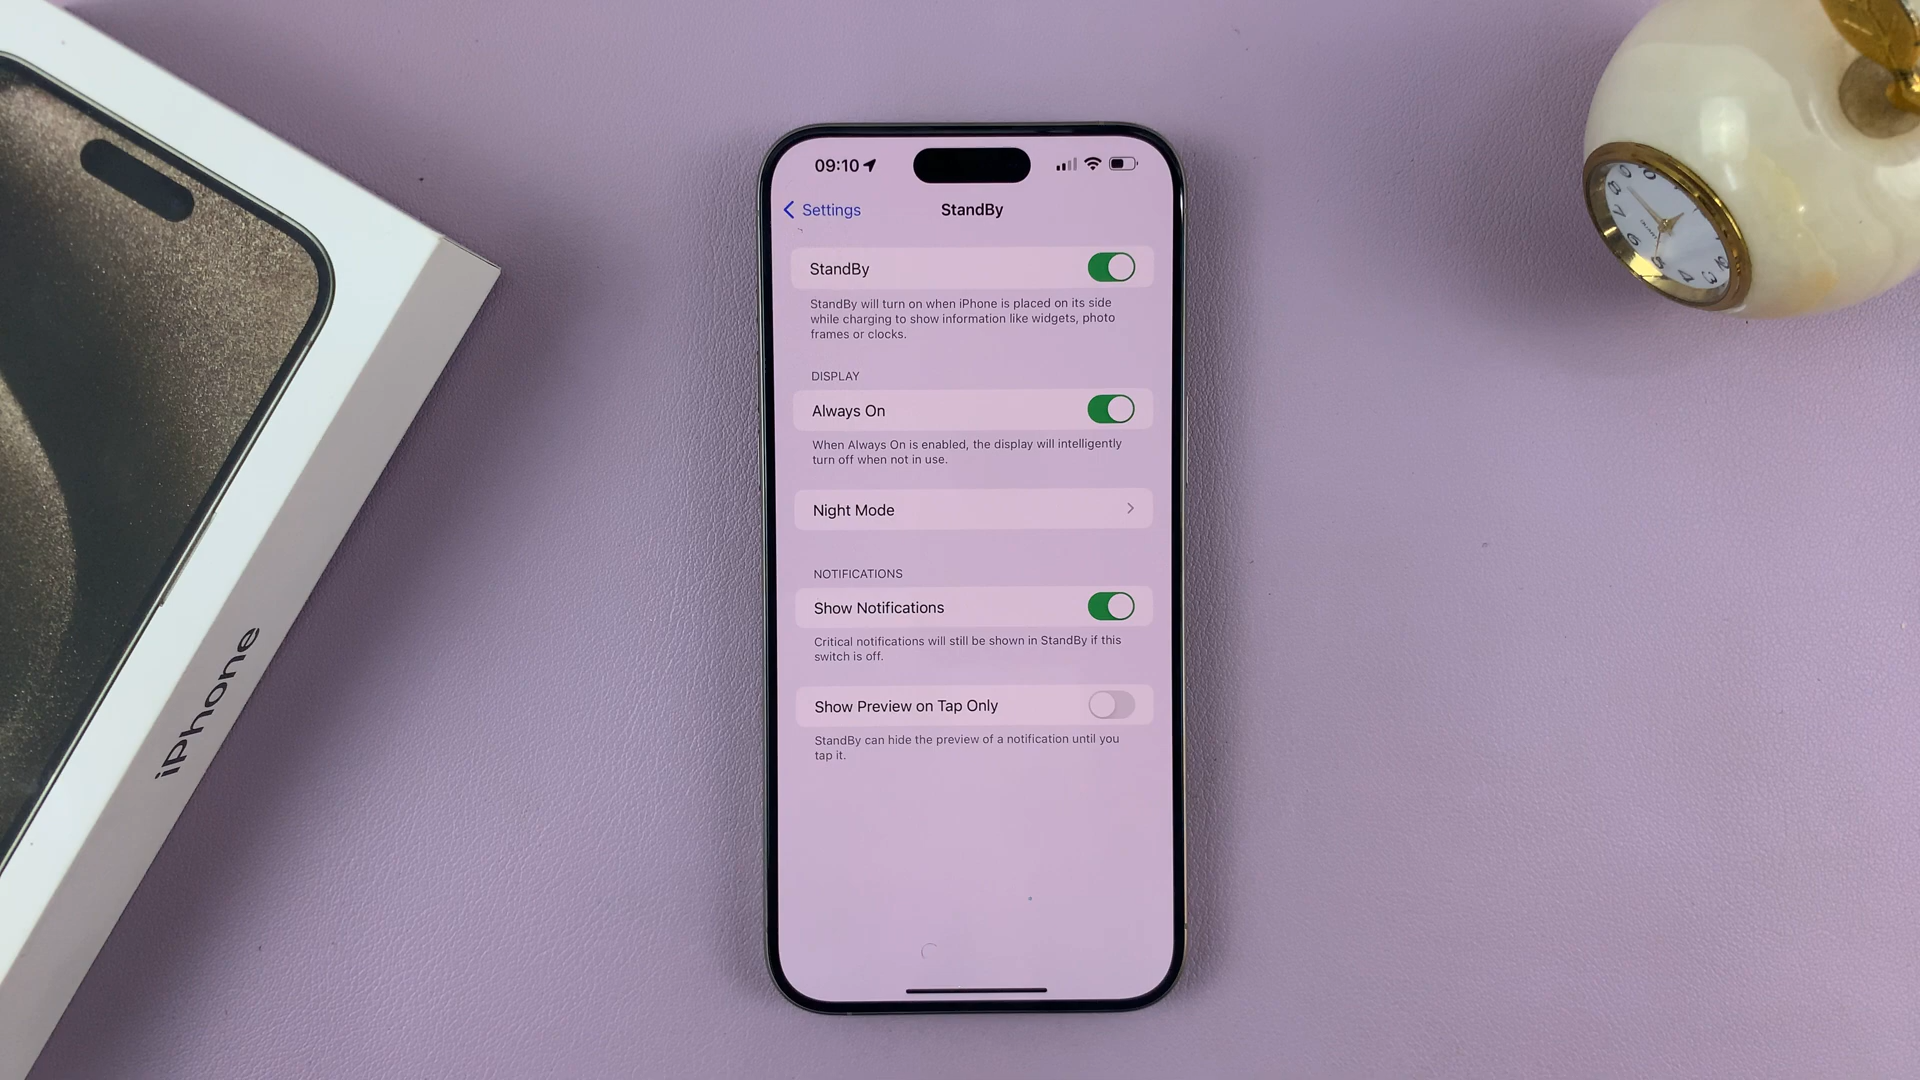 09:10
Settings
StandBy
StandBy
StandBy will turn on when iPhone is placed on its side
while charging to show information like widgets, photo
frames or clocks.
DISPLAY
Always On
When Always On is enabled, the display will intelligently
turn off when not in use.
Night Mode
NOTIFICATIONS
Show Notifications
Critical notifications will still be shown in StandBy if this
switch is off.
Show Preview on Tap Only
StandBy can hide the preview of a notification until you
tap it.
iPhone